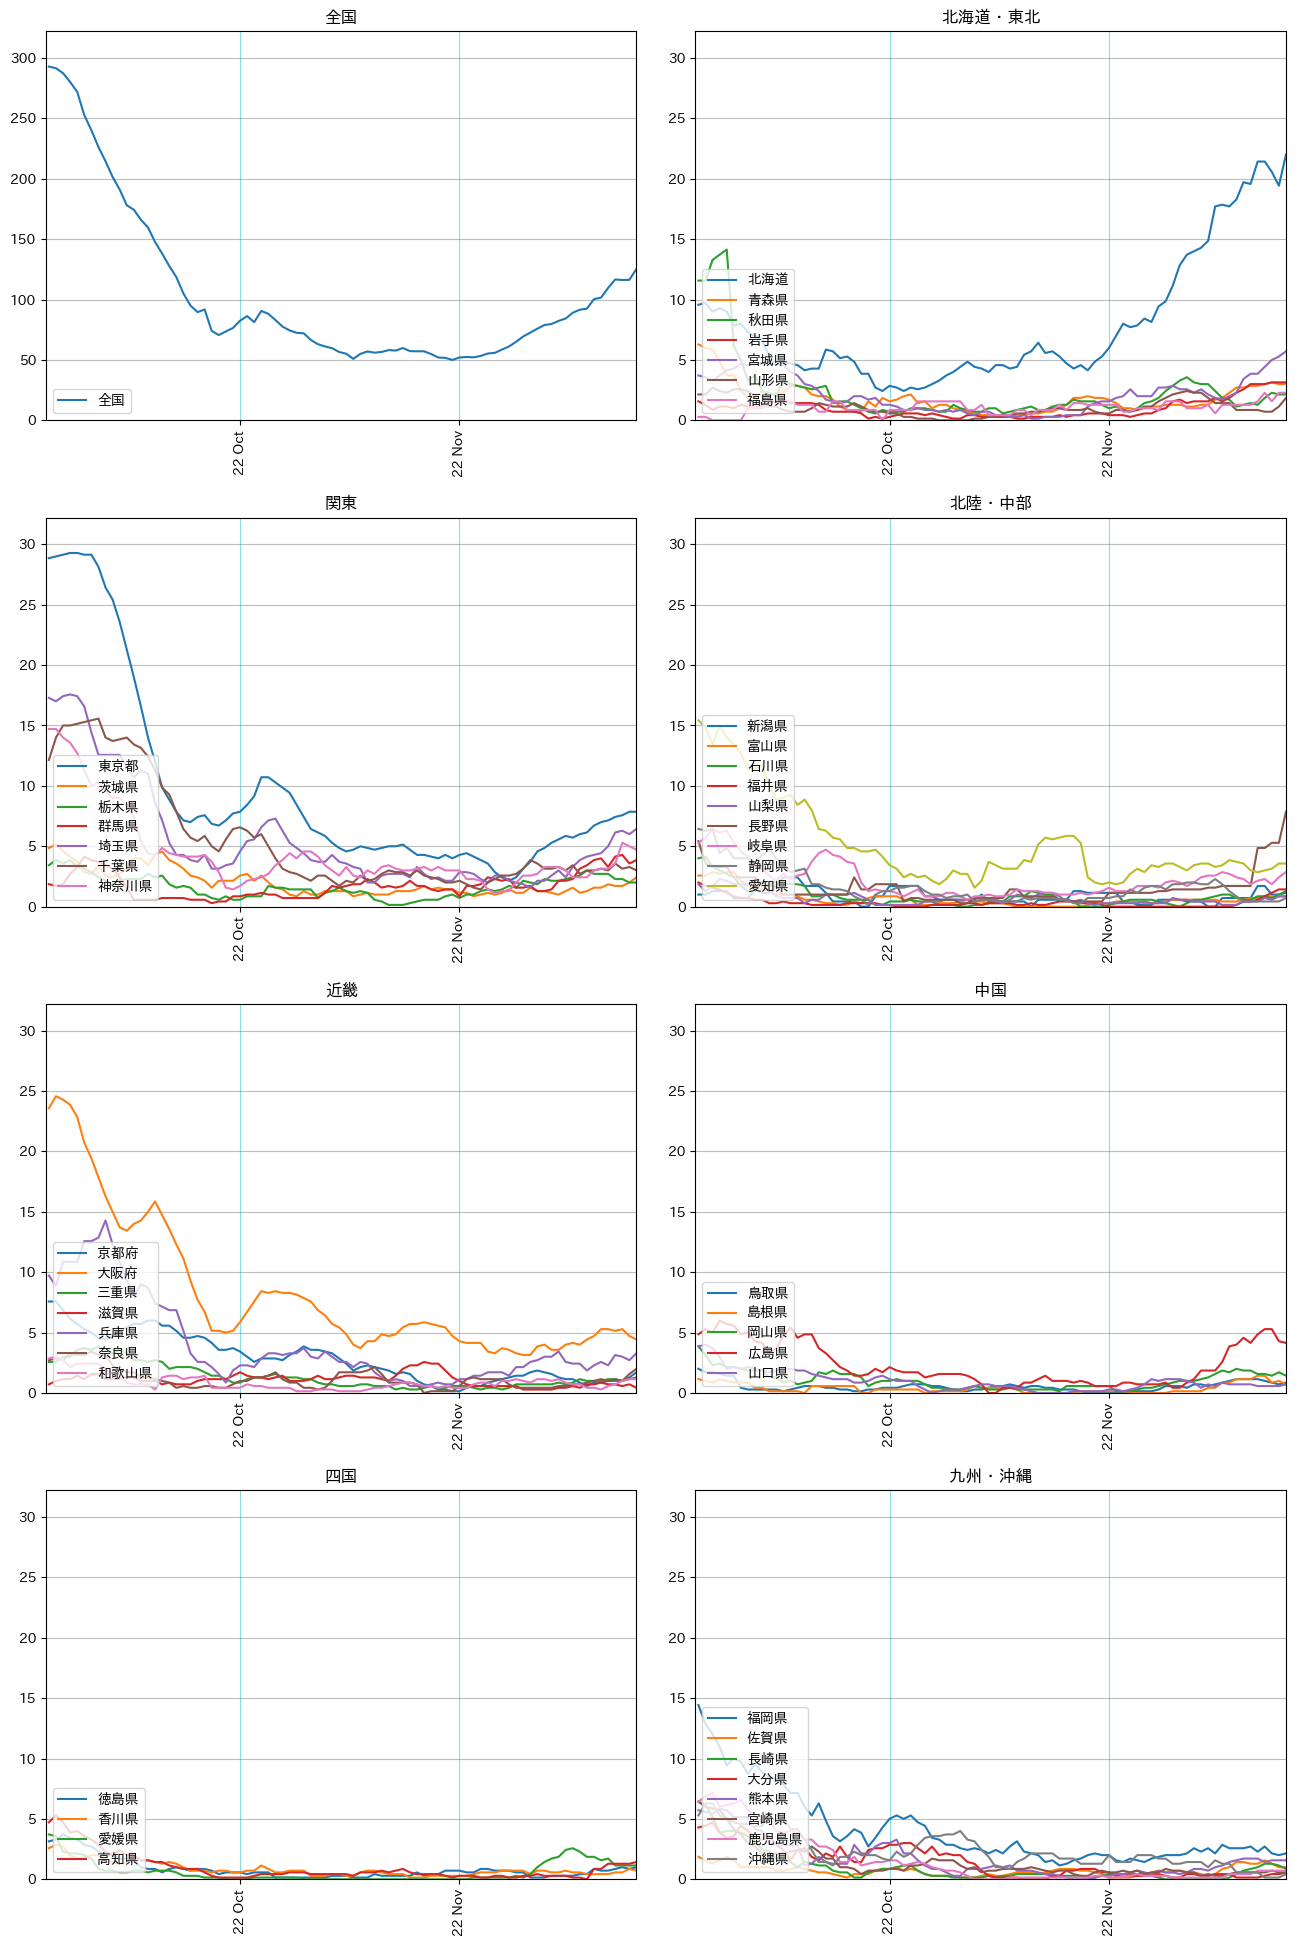 全国
300
250
200
150
100
50
0
全国
22 Oct
22 Nov
北海道・東北
30
25
20
15
10
5
0
北海道
青森県
秋田県
岩手県
宮城県
山形県
福島県
22 Oct
22 Nov
関東
30
25
20
15
10
5
0
東京都
茨城県
栃木県
群馬県
埼玉県
千葉県
神奈川県
22 Oct
22 Nov
北陸・中部
30
25
20
15
10
5
0
新潟県
富山県
石川県
福井県
山梨県
長野県
岐阜県
静岡県
愛知県
22 Oct
22 Nov
近畿
30
25
20
15
10
5
0
京都府
大阪府
三重県
滋賀県
兵庫県
奈良県
和歌山県
22 Oct
22 Nov
中国
30
25
20
15
10
5
0
鳥取県
島根県
岡山県
広島県
山口県
22 Oct
22 Nov
四国
30
25
20
15
10
5
0
徳島県
香川県
愛媛県
高知県
22 Oct
22 Nov
九州・沖縄
30
25
20
15
10
5
0
福岡県
佐賀県
長崎県
大分県
熊本県
宮崎県
鹿児島県
沖縄県
22 Oct
22 Nov